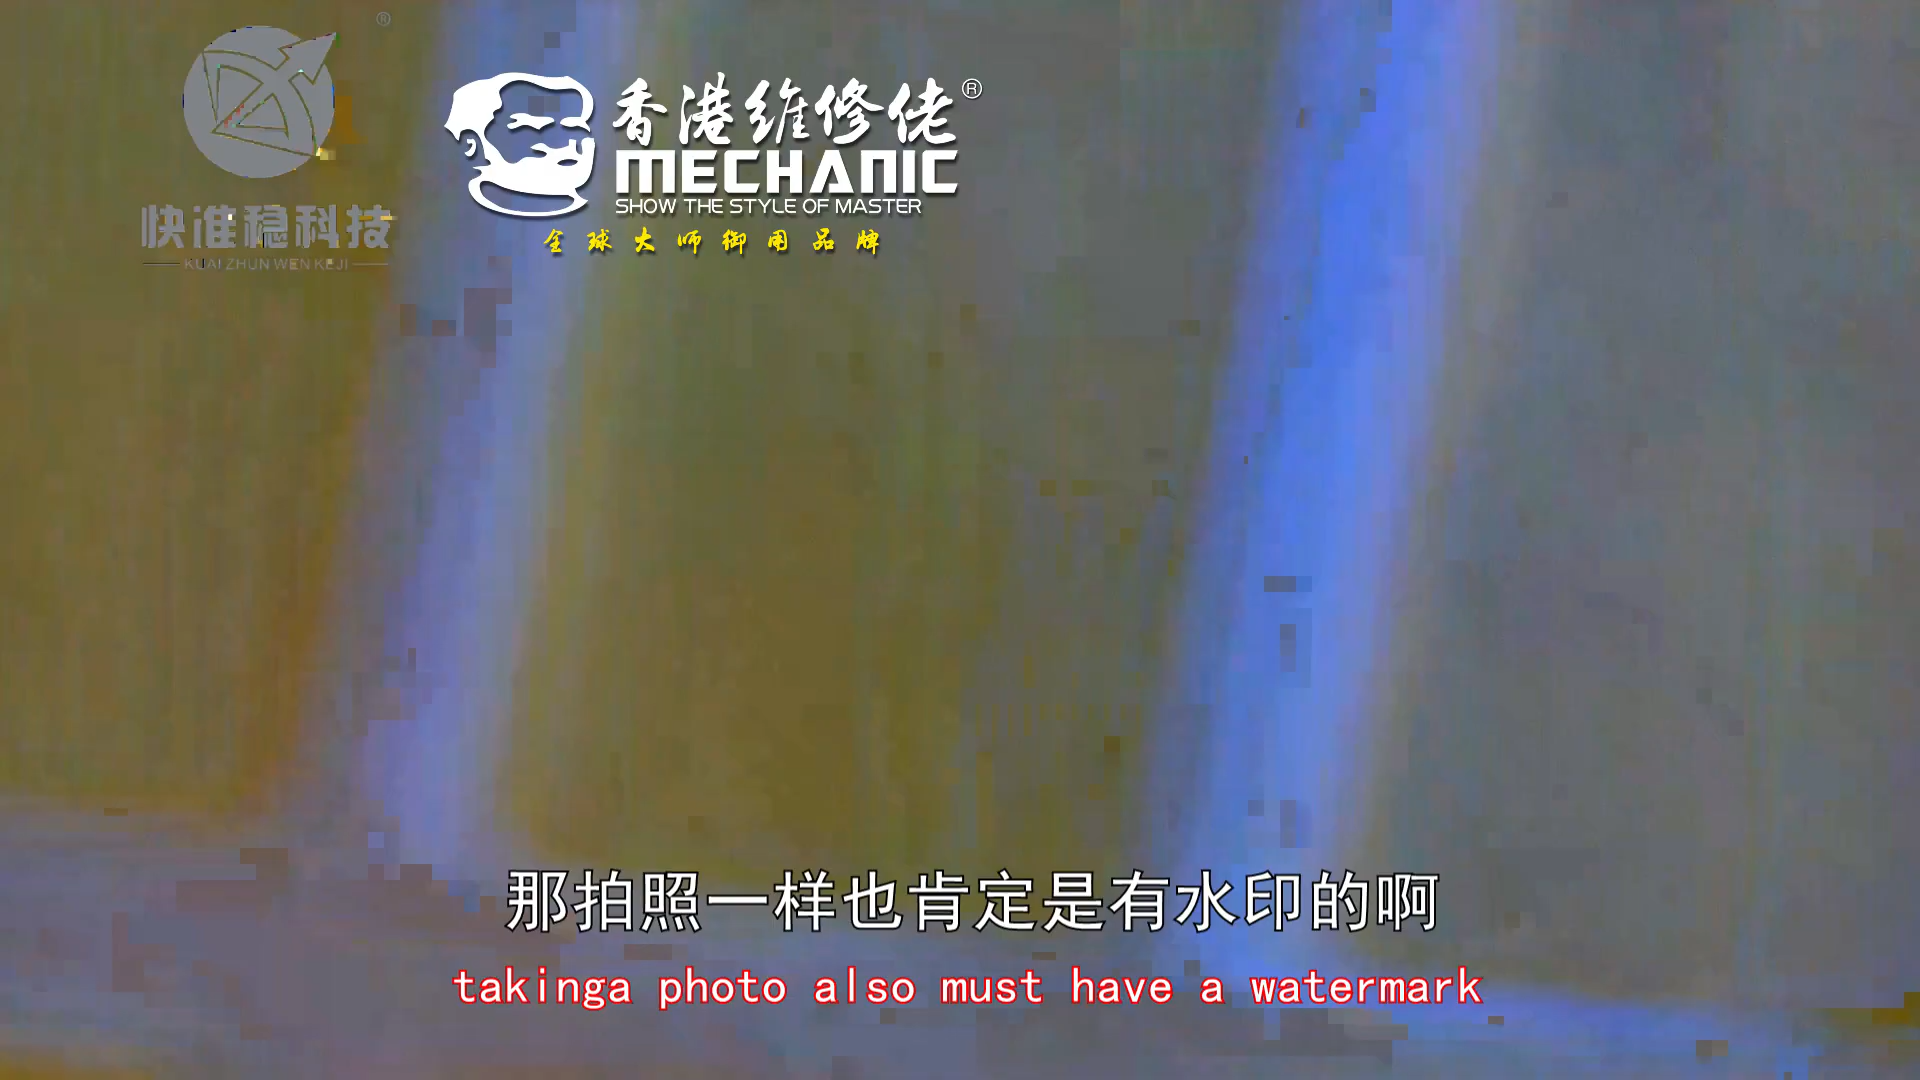 ®
快准稳科技
KUAI ZHUN WEN KEJI
香港维修佬®
MECHANIC
SHOW THE STYLE OF MASTER
全球大师御用品牌
那拍照一样也肯定是有水印的啊
takinga photo also must have a watermark